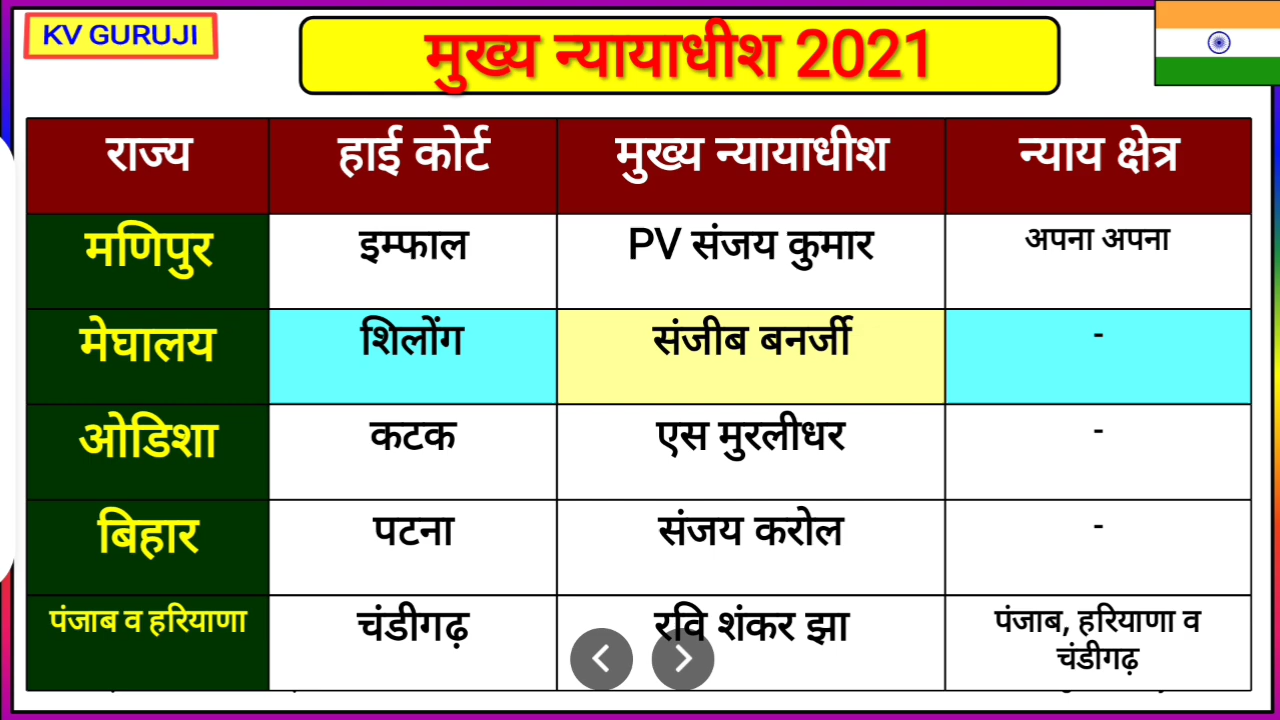 KV GURUJI
मुख्य न्यायाधीश 2021
राज्य हाई कोर्ट मुख्य न्यायाधीश न्याय क्षेत्र
मणिपुर इम्फाल PV संजय कुमार अपना अपना
मेघालय शिलोंग संजीब बनर्जी -
ओडिशा कटक एस मुरलीधर -
बिहार पटना संजय करोल -
पंजाब व हरियाणा चंडीगढ़ रवि शंकर झा पंजाब, हरियाणा व
चंडीगढ़